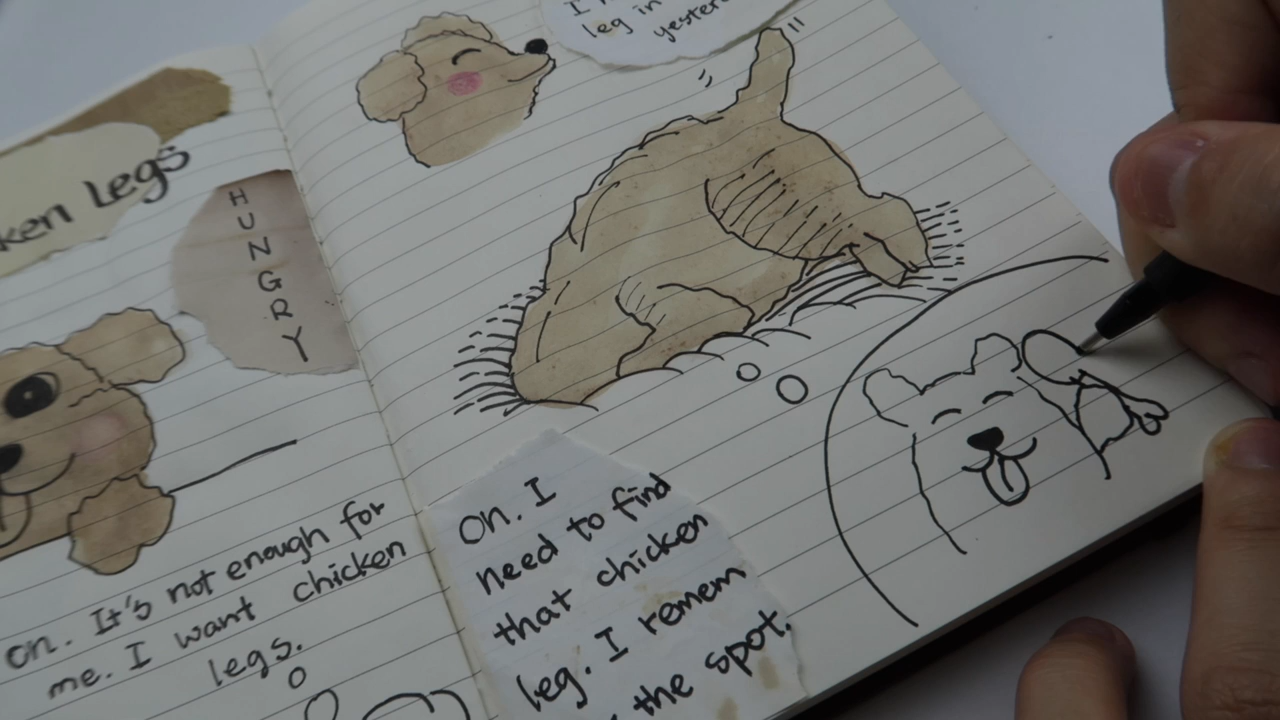 legs
HUNGRY
on. It's not enough for
me. I want chicken
legs.
I
leg in
On. I
need to find
that chicken
leg. I remem
the spot.